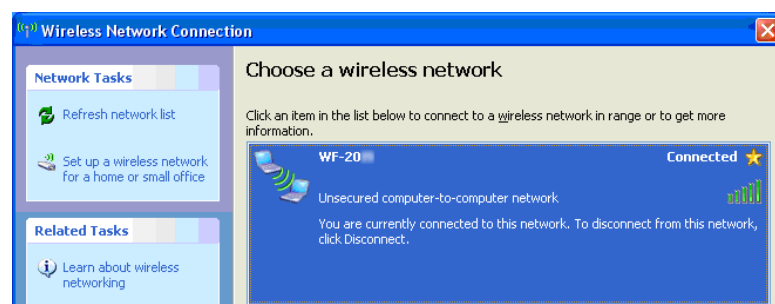 Wireless Network Connection
Network Tasks
Refresh network list
Set up a wireless network
for a home or small office
Related Tasks
Learn about wireless
networking
Choose a wireless network
Click an item in the list below to connect to a wireless network in range or to get more
information.
WF-20
Connected
Unsecured computer-to-computer network
You are currently connected to this network. To disconnect from this network,
click Disconnect.